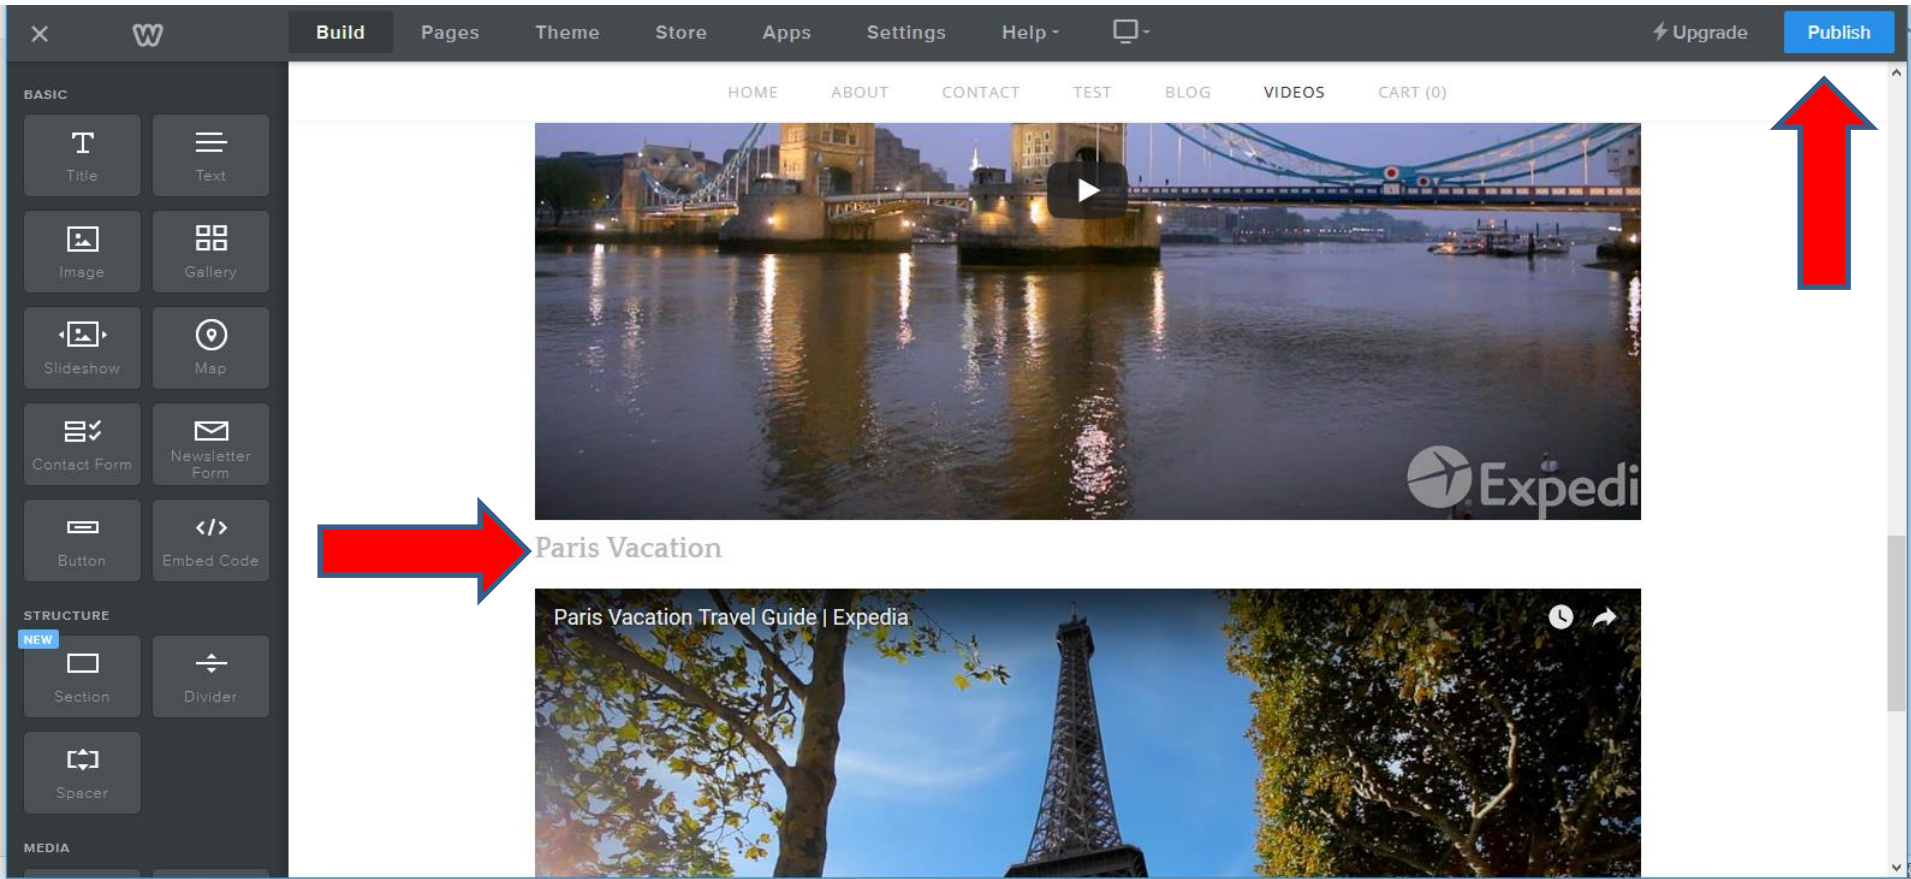 Build Pages Theme Store Apps Settings Help Upgrade Publish
HOME ABOUT CONTACT TEST BLOG VIDEOS CART (0)
BASIC
Title Text
Image Gallery
Slideshow Map
Contact Form Newsletter
Form
Button Embed Code
STRUCTURE
NEW
Section Divider
Spacer
MEDIA
Expedi
Paris Vacation
Paris Vacation Travel Guide | Expedia